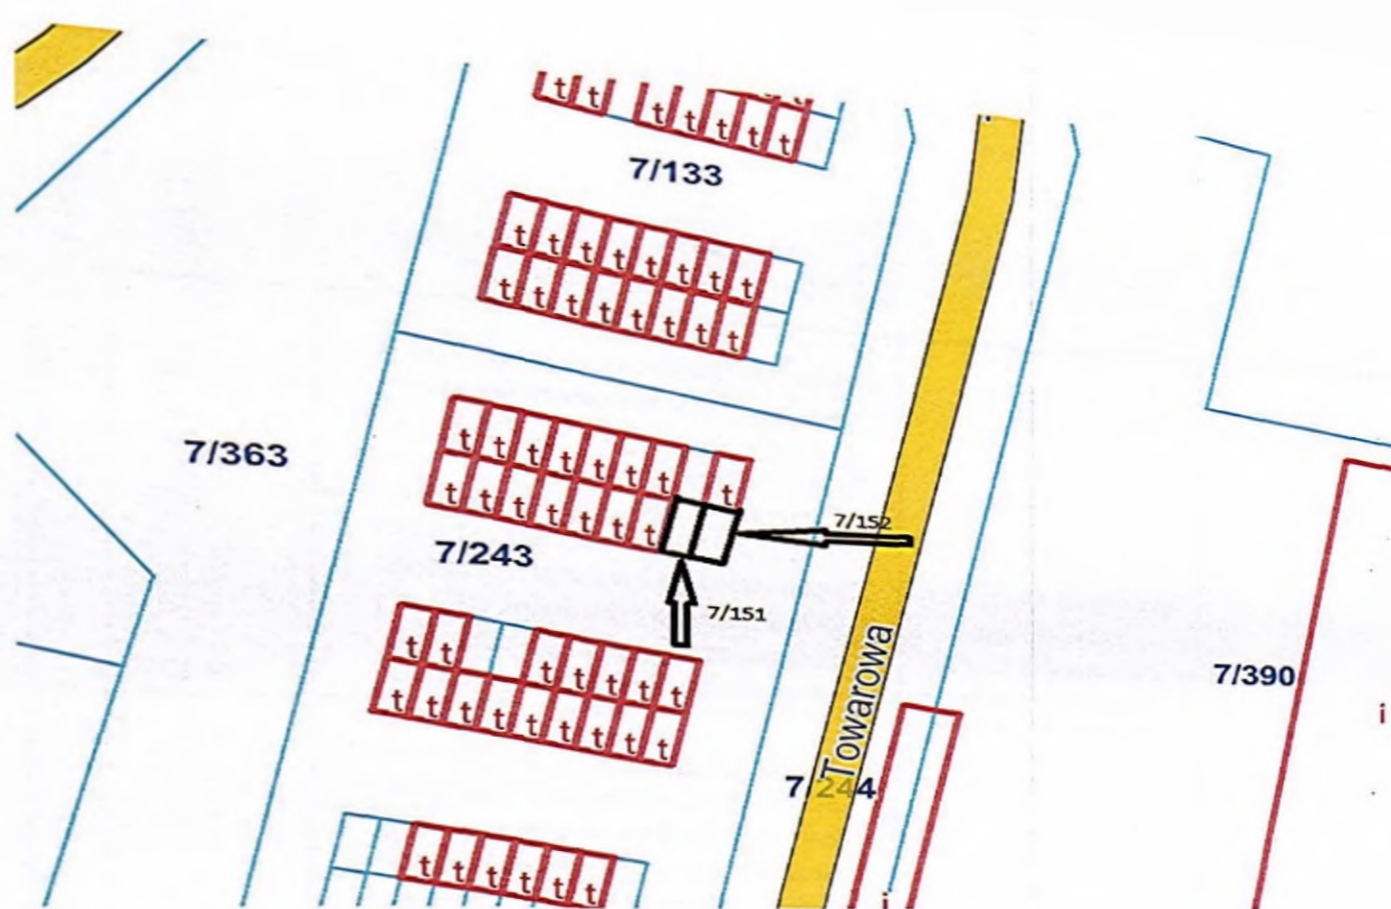 t t t t t t t t
7/133
t t t t t t t t
t t t t t t t t
7/363
t t t t t t t t
t t t t t t t
7/152
7/243
7/151
t t t t t t t
t t t t t t t t t
7/390
i
Towarowa
7/244
t t t t t t
i